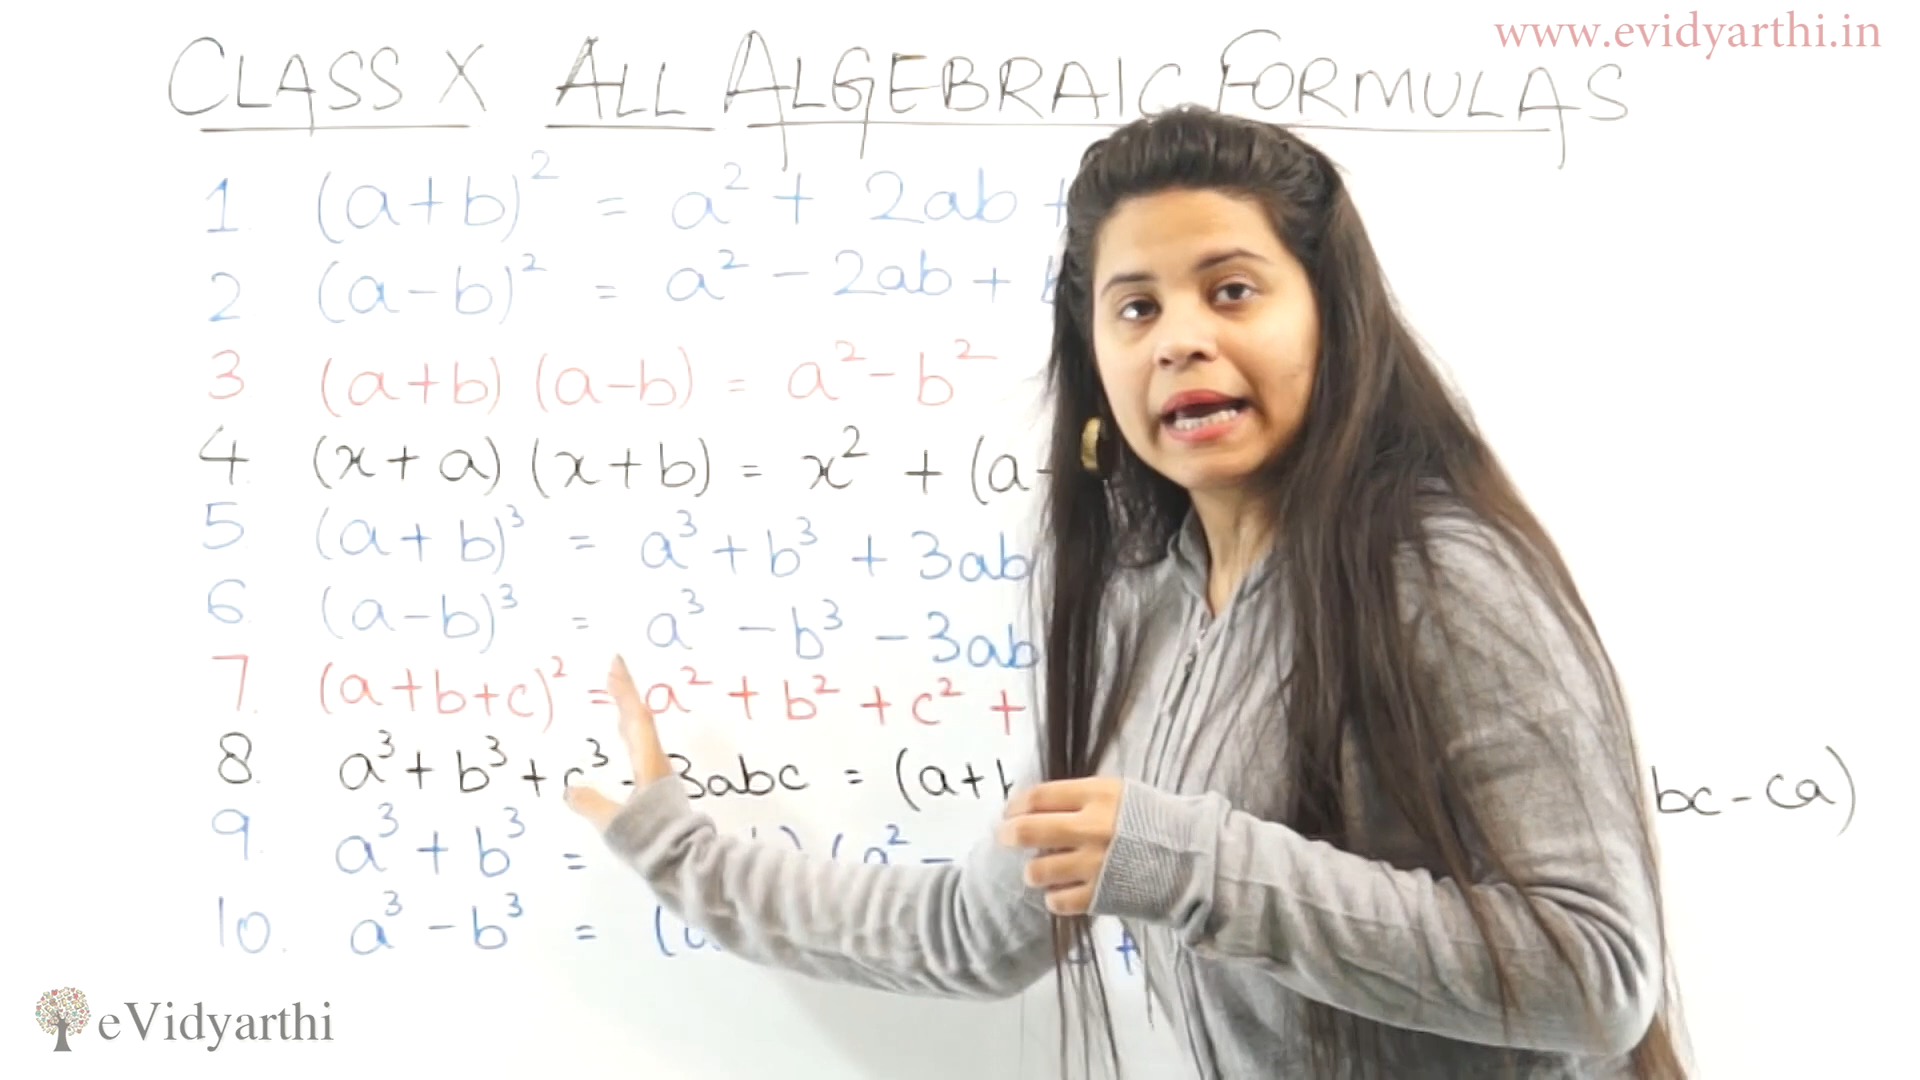 www.evidyarthi.in
CLASS X ALL ALGEBRAIC FORMULAS
1 (a+b)² = a² + 2ab +
2 (a-b)² = a² - 2ab + b
3 (a+b) (a-b) = a² - b²
4. (x+a) (x+b) = x² + (a
5 (a+b)³ = a³ + b³ + 3ab
6 (a-b)³ = a³ - b³ - 3ab
7. (a+b+c)² = a² + b² + c² +
8. a³ + b³ + c³ - 3abc = (a+b bc - ca)
9. a³ + b³ = (a² -
10. a³ - b³ = ( +
eVidyarthi